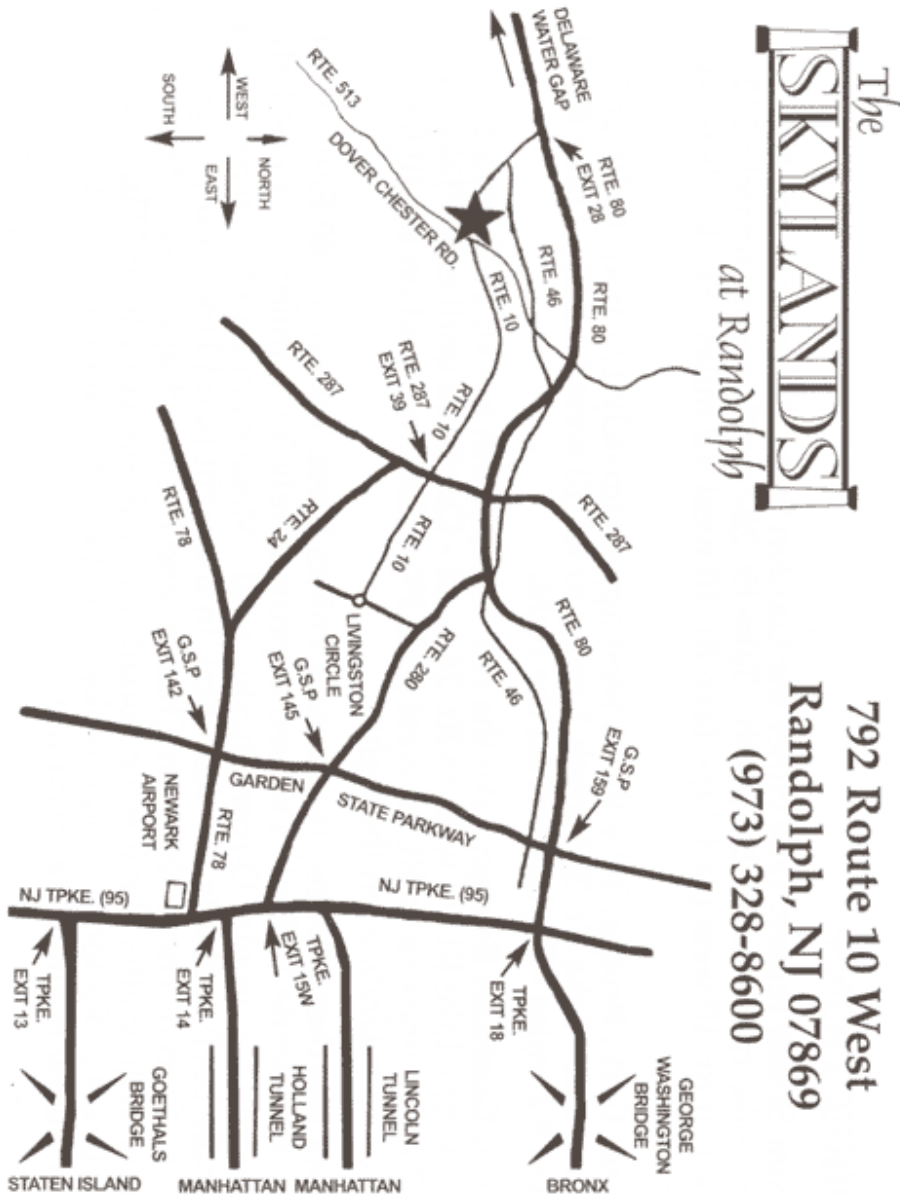 The
SKYLANDS
at Randolph
792 Route 10 West
Randolph, NJ 07869
(973) 328-8600
DELAWARE
WATER GAP
RTE. 80
EXIT 28
RTE. 513
DOVER CHESTER RD.
RTE. 46
RTE. 80
RTE. 10
WEST
NORTH
SOUTH
EAST
RTE. 287
RTE. 287
EXIT 39
RTE. 10
RTE. 287
RTE. 78
RTE. 24
RTE. 10
LIVINGSTON
CIRCLE
RTE. 280
RTE. 80
RTE. 46
G.S.P
EXIT 142
G.S.P
EXIT 145
G.S.P
EXIT 159
GARDEN
STATE PARKWAY
NEWARK
AIRPORT
RTE. 78
NJ TPKE. (95)
NJ TPKE. (95)
TPKE.
EXIT 13
TPKE.
EXIT 14
TPKE.
EXIT 15W
TPKE.
EXIT 18
GOETHALS
BRIDGE
HOLLAND
TUNNEL
LINCOLN
TUNNEL
GEORGE
WASHINGTON
BRIDGE
STATEN ISLAND
MANHATTAN
MANHATTAN
BRONX